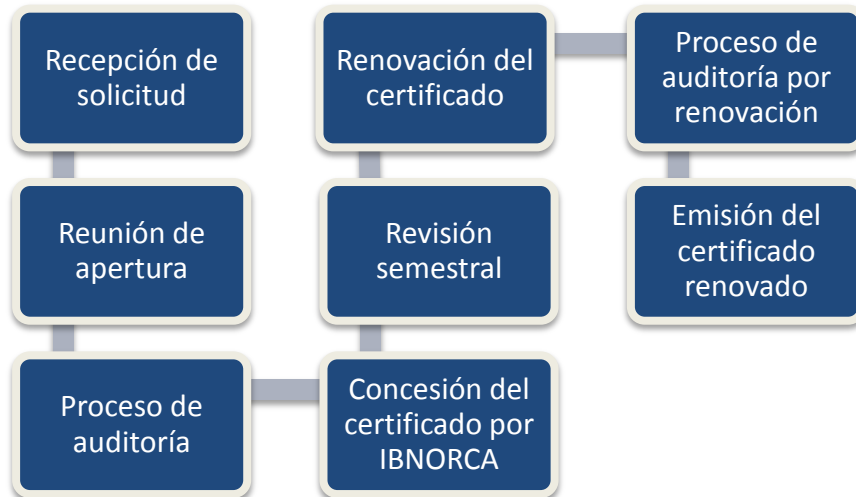 Recepción de
solicitud
Reunión de
apertura
Proceso de
auditoría
Concesión del
certificado por
IBNORCA
Revisión
semestral
Renovación del
certificado
Proceso de
auditoría por
renovación
Emisión del
certificado
renovado